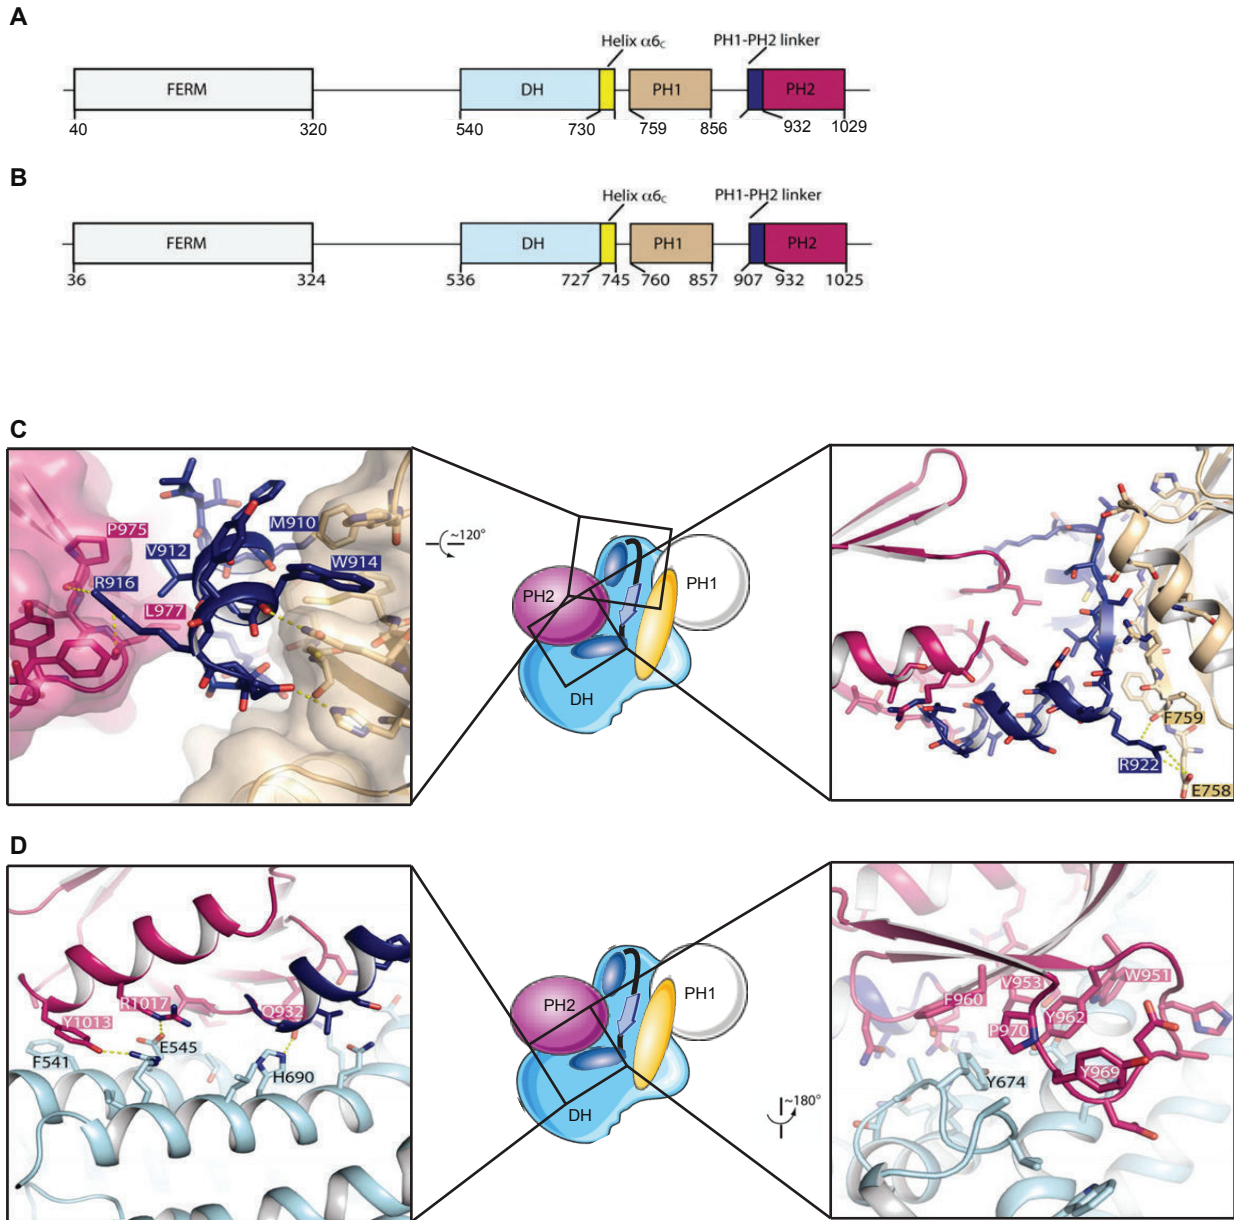 A
Helix α6C
PH1-PH2 linker
FERM
DH
PH1
PH2
40
320
540
730
759
856
932
1029
B
Helix α6C
PH1-PH2 linker
FERM
DH
PH1
PH2
36
324
536
727
745
760
857
907
932
1025
C
P975
V912
R916
L977
M910
W914
~120°
PH2
PH1
DH
F759
R922
E758
D
R1017
Q932
Y1013
E545
F541
H690
PH2
PH1
DH
~180°
W951
V953
F960
Y962
P970
Y969
Y674